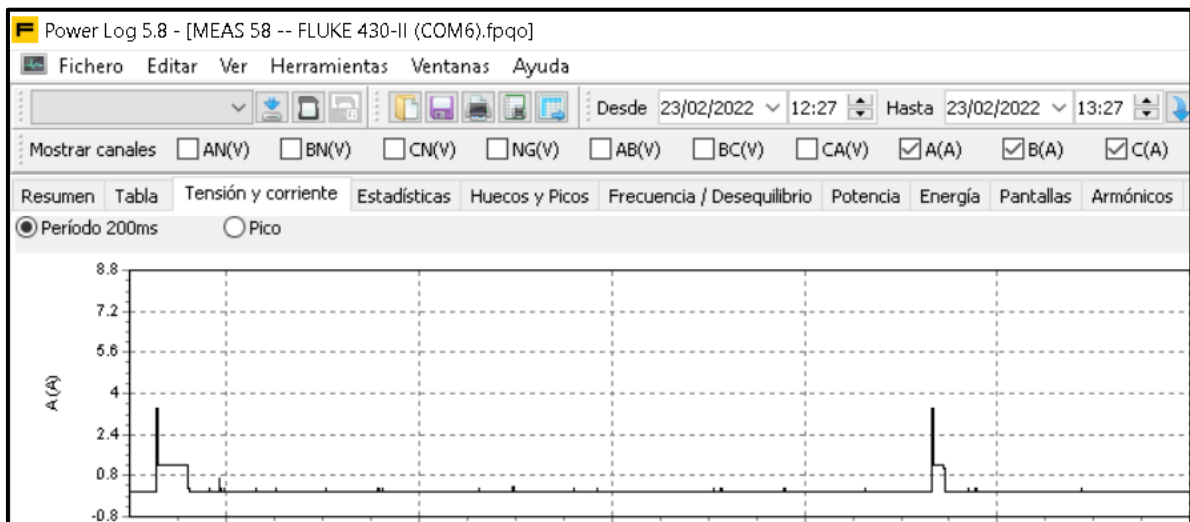 Power Log 5.8 - [MEAS 58 -- FLUKE 430-II (COM6).fpqo]
Fichero Editar Ver Herramientas Ventanas Ayuda
Desde 23/02/2022 12:27 Hasta 23/02/2022 13:27
Mostrar canales AN(V) BN(V) CN(V) NG(V) AB(V) BC(V) CA(V) A(A) B(A) C(A)
Resumen Tabla Tensión y corriente Estadísticas Huecos y Picos Frecuencia / Desequilibrio Potencia Energía Pantallas Armónicos
Período 200ms Pico
8.8
7.2
5.6
A (A)
4
2.4
0.8
-0.8